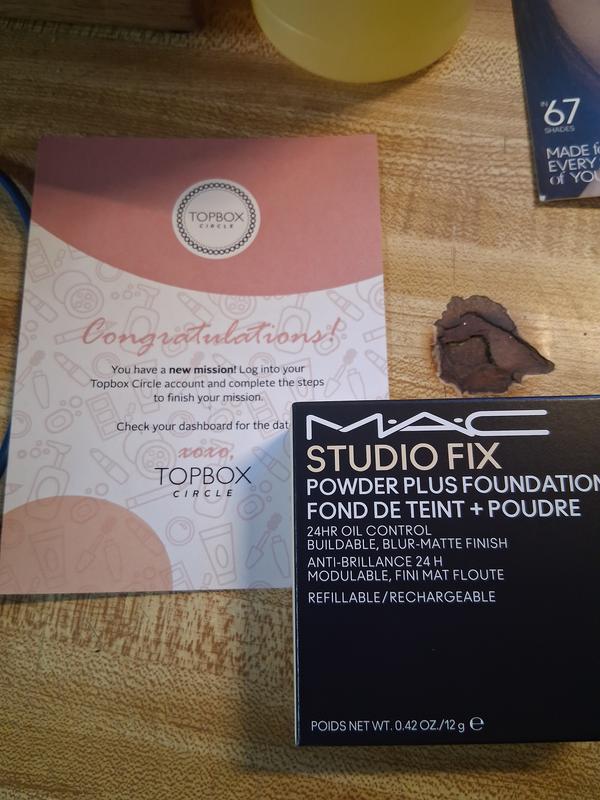 IN 67
SHADES
MADE
EVERY
of YOU
TOPBOX
CIRCLE
Congratulations!
You have a new mission! Log into your
Topbox Circle account and complete the steps
to finish your mission.
Check your dashboard for the dat
xoxo,
TOPBOX
CIRCLE
M·A·C
STUDIO FIX
POWDER PLUS FOUNDATION
FOND DE TEINT + POUDRE
24HR OIL CONTROL
BUILDABLE, BLUR-MATTE FINISH
ANTI-BRILLANCE 24 H
MODULABLE, FINI MAT FLOUTE
REFILLABLE/RECHARGEABLE
POIDS NET WT. 0.42 OZ./12 g ℮